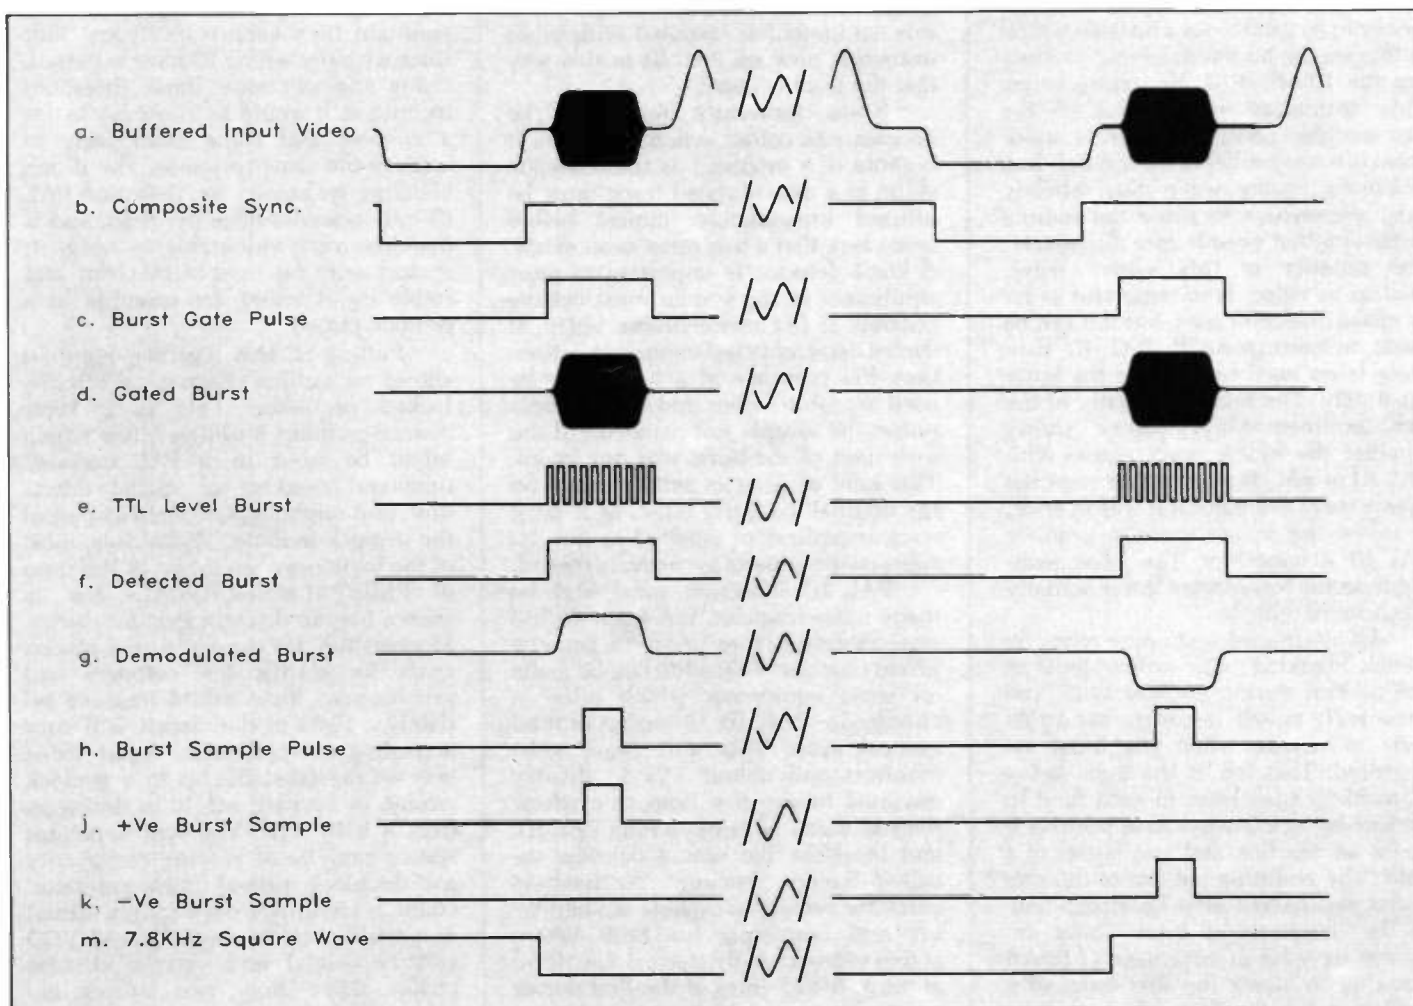 a. Buffered Input Video
b. Composite Sync.
c. Burst Gate Pulse
d. Gated Burst
e. TTL Level Burst
f. Detected Burst
g. Demodulated Burst
h. Burst Sample Pulse
j. +Ve Burst Sample
k. -Ve Burst Sample
m. 7.8KHz Square Wave